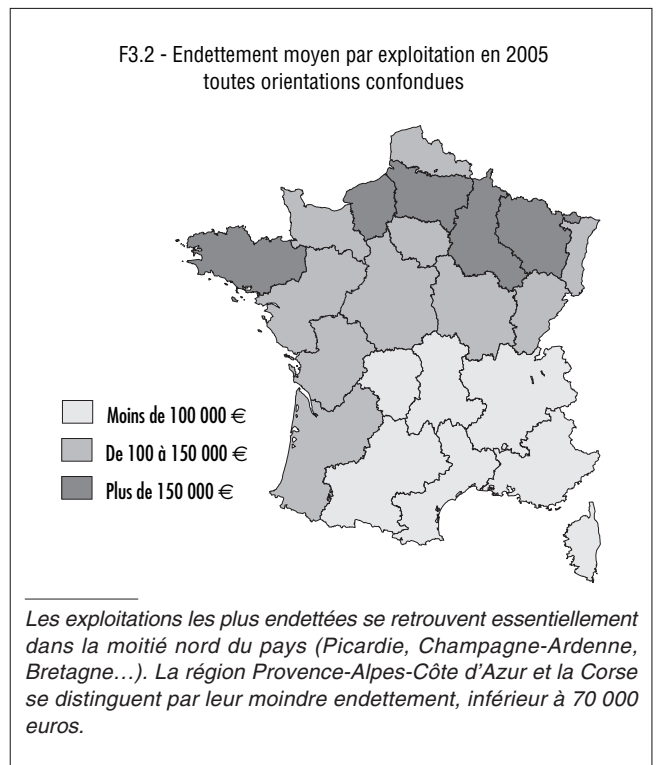 F3.2 - Endettement moyen par exploitation en 2005
toutes orientations confondues
Moins de 100 000 €
De 100 à 150 000 €
Plus de 150 000 €
Les exploitations les plus endettées se retrouvent essentiellement
dans la moitié nord du pays (Picardie, Champagne-Ardenne,
Bretagne…). La région Provence-Alpes-Côte d'Azur et la Corse
se distinguent par leur moindre endettement, inférieur à 70 000
euros.